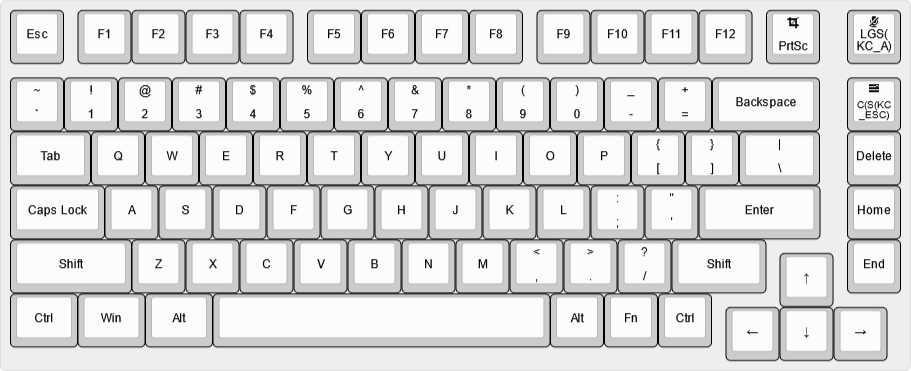 Esc F1 F2 F3 F4 F5 F6 F7 F8 F9 F10 F11 F12 PrtSc LGS(
KC_A)
~ ! @ # $ % ^ & * ( ) _ +
` 1 2 3 4 5 6 7 8 9 0 - = Backspace C(S(KC
_ESC)
Tab Q W E R T Y U I O P { } | Delete
[ ] \
Caps Lock A S D F G H J K L : " Enter Home
; '
Shift Z X C V B N M < > ? Shift ↑ End
, . /
Ctrl Win Alt Alt Fn Ctrl ← ↓ →